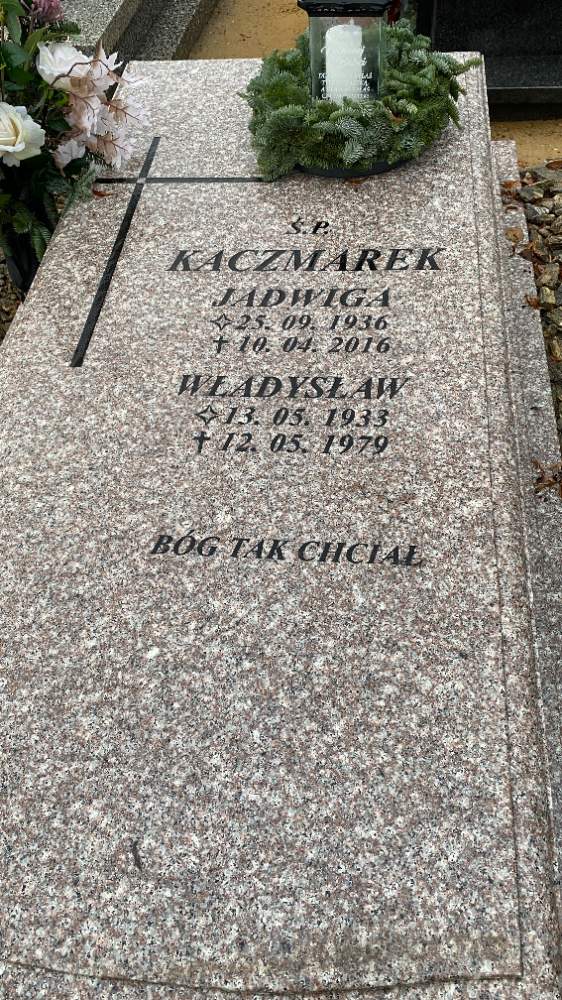 Ś.P.
KACZMAREK
JADWIGA
✧25. 09. 1936
†10. 04. 2016
WŁADYSŁAW
✧13. 05. 1933
†12. 05. 1979
BÓG TAK CHCIAŁ